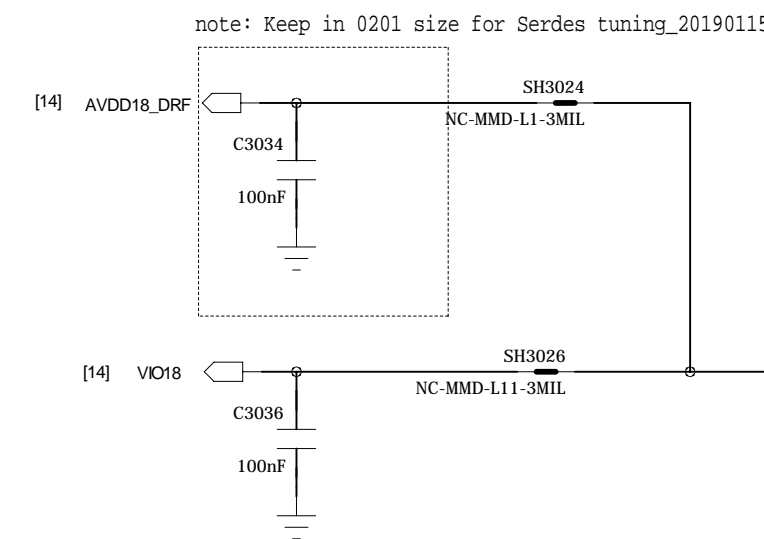 note: Keep in 0201 size for Serdes tuning_20190115
SH3024
[14] AVDD18_DRF
NC-MMD-L1-3MIL
C3034
100nF
SH3026
[14] VIO18
NC-MMD-L11-3MIL
C3036
100nF